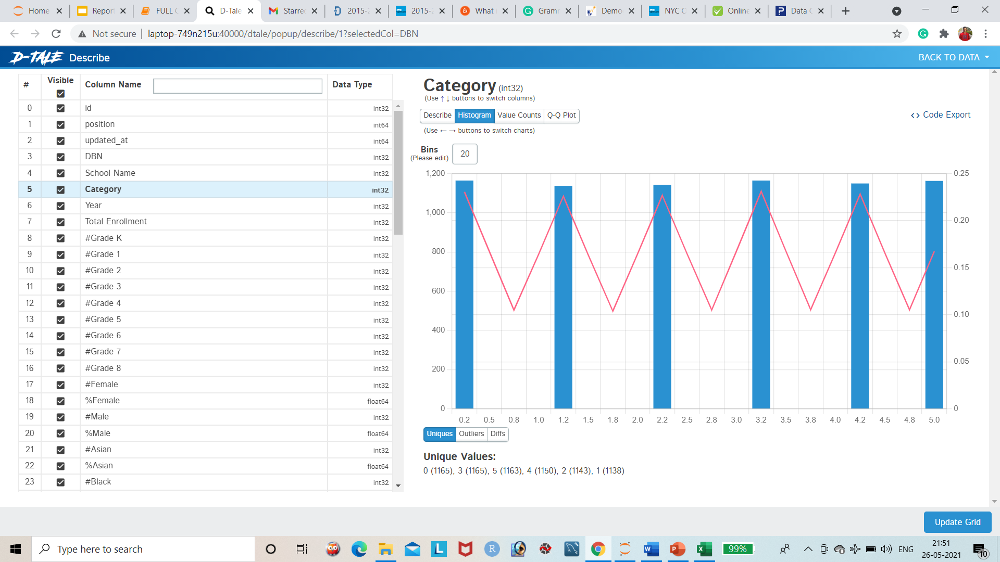 Home
Report
FULL C
D-Tale
Starred
2015-2
2015-2
What i
Gramm
Demo
NYC O
Online
Data C
Not secure | laptop-749n215u:40000/dtale/popup/describe/1?selectedCol=DBN
D-TALE Describe BACK TO DATA
# Visible Column Name Data Type
0 id int32
1 position int64
2 updated_at int64
3 DBN int32
4 School Name int32
5 Category int32
6 Year int32
7 Total Enrollment int32
8 #Grade K int32
9 #Grade 1 int32
10 #Grade 2 int32
11 #Grade 3 int32
12 #Grade 4 int32
13 #Grade 5 int32
14 #Grade 6 int32
15 #Grade 7 int32
16 #Grade 8 int32
17 #Female int32
18 %Female float64
19 #Male int32
20 %Male float64
21 #Asian int32
22 %Asian float64
23 #Black int32
Category (int32)
(Use ↑↓ buttons to switch columns)
Describe Histogram Value Counts Q-Q Plot
<> Code Export
(Use ←→ buttons to switch charts)
Bins
(Please edit) 20
1,200
1,000
800
600
400
200
0
0.25
0.20
0.15
0.10
0.05
0
0.2 0.5 0.8 1.0 1.2 1.5 1.8 2.0 2.2 2.5 2.8 3.0 3.2 3.5 3.8 4.0 4.2 4.5 4.8 5.0
Uniques Outliers Diffs
Unique Values:
0 (1165), 3 (1165), 5 (1163), 4 (1150), 2 (1143), 1 (1138)
Update Grid
Type here to search
99%
ENG
21:51
26-05-2021
10